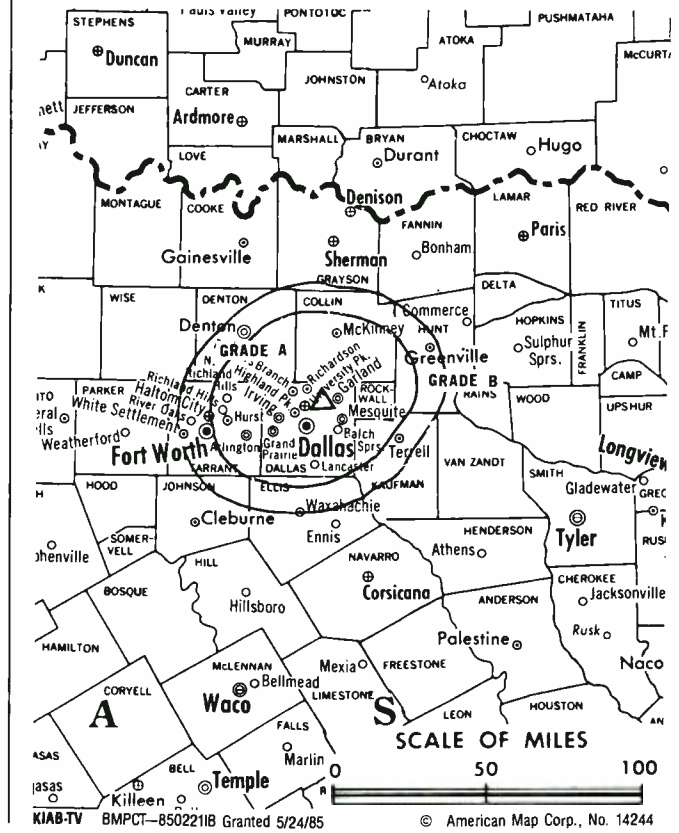 Pauls Valley
PONTOTOC
PUSHMATAHA
STEPHENS
MURRAY
ATOKA
Duncan
McCURTA
JOHNSTON
Atoka
CARTER
JEFFERSON
Ardmore
MARSHALL
BRYAN
CHOCTAW
Hugo
Durant
LOVE
Denison
MONTAGUE
COOKE
LAMAR
RED RIVER
FANNIN
Paris
Gainesville
Sherman
Bonham
GRAYSON
DELTA
WISE
DENTON
COLLIN
Commerce
TITUS
HOPKINS
Denton
McKinney
HUNT
Sulphur
Sprs.
FRANKLIN
Mt. P
GRADE A
Greenville
Branch
Richardson
University Pk.
Garland
Highland Pk.
GRADE B
CAMP
RAINS
WOOD
UPSHUR
Richland
Hills
Richland Hills
Haltom City
River Oaks
White Settlement
PARKER
Irving
ROCK-
WALL
Mesquite
Hurst
Weatherford
Fort Worth
Arlington
Grand
Prairie
Dallas
Balch
Sprs.
Terrell
Longview
TARRANT
DALLAS
Lancaster
VAN ZANDT
SMITH
HOOD
JOHNSON
ELLIS
KAUFMAN
Gladewater
GREG
Waxahachie
Cleburne
Ennis
SOMER-
VELL
HENDERSON
Tyler
RUSK
phenville
HILL
NAVARRO
Athens
BOSQUE
Corsicana
CHEROKEE
Jacksonville
Hillsboro
ANDERSON
HAMILTON
Palestine
Rusk
McLENNAN
Mexia
FREESTONE
Naco
Bellmead
CORYELL
Waco
LIMESTONE
A
S
LEON
HOUSTON
AN
FALLS
SCALE OF MILES
Marlin
BELL
0 50 100
Temple
Killeen
KIAB-TV BMPCT—850221IB Granted 5/24/85
© American Map Corp., No. 14244